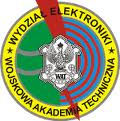 WYDZIAŁ ELEKTRONIKI
WAT
WOJSKOWA AKADEMIA TECHNICZNA